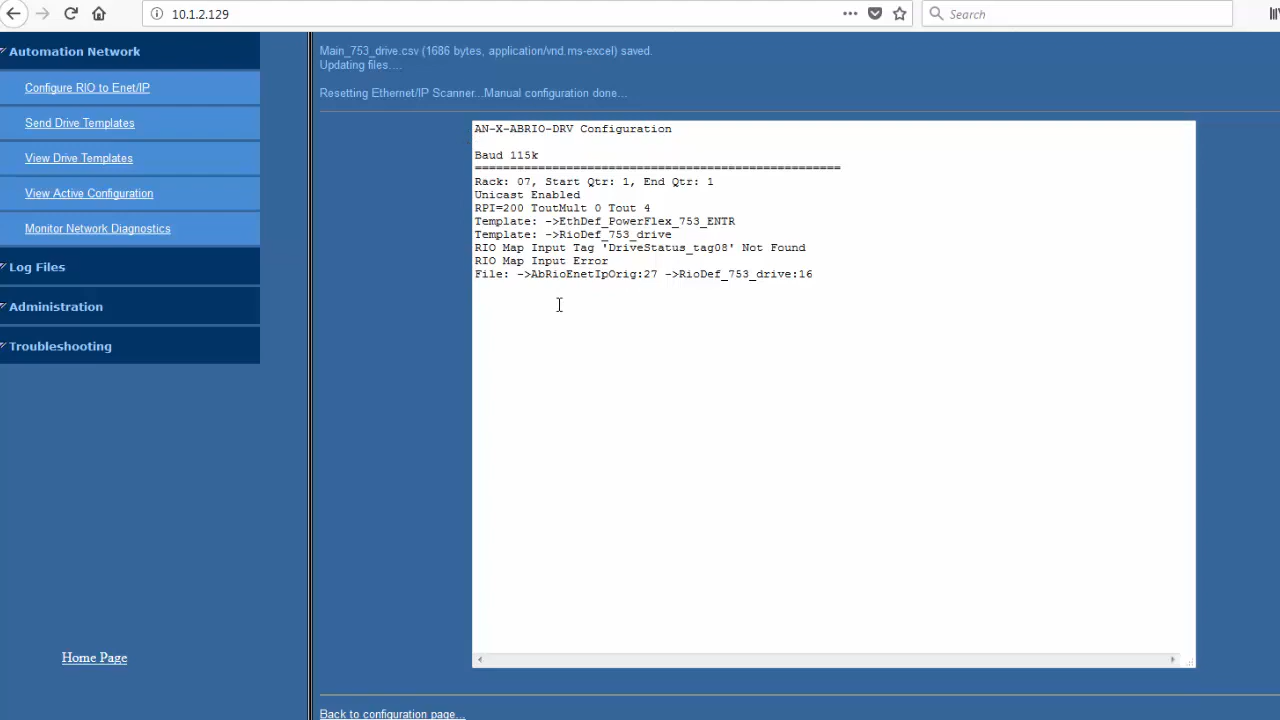 10.1.2.129
Search
Automation Network
Configure RIO to Enet/IP
Send Drive Templates
View Drive Templates
View Active Configuration
Monitor Network Diagnostics
Log Files
Administration
Troubleshooting
Home Page
Main_753_drive.csv (1686 bytes, application/vnd.ms-excel) saved.
Updating files....
Resetting Ethernet/IP Scanner...Manual configuration done...
AN-X-ABRIO-DRV Configuration
Baud 115k
====================================================
Rack: 07, Start Qtr: 1, End Qtr: 1
Unicast Enabled
RPI=200 ToutMult 0 Tout 4
Template: ->EthDef_PowerFlex_753_ENTR
Template: ->RioDef_753_drive
RIO Map Input Tag 'DriveStatus_tag08' Not Found
RIO Map Input Error
File: ->AbRioEnetIpOrig:27 ->RioDef_753_drive:16
Back to configuration page...